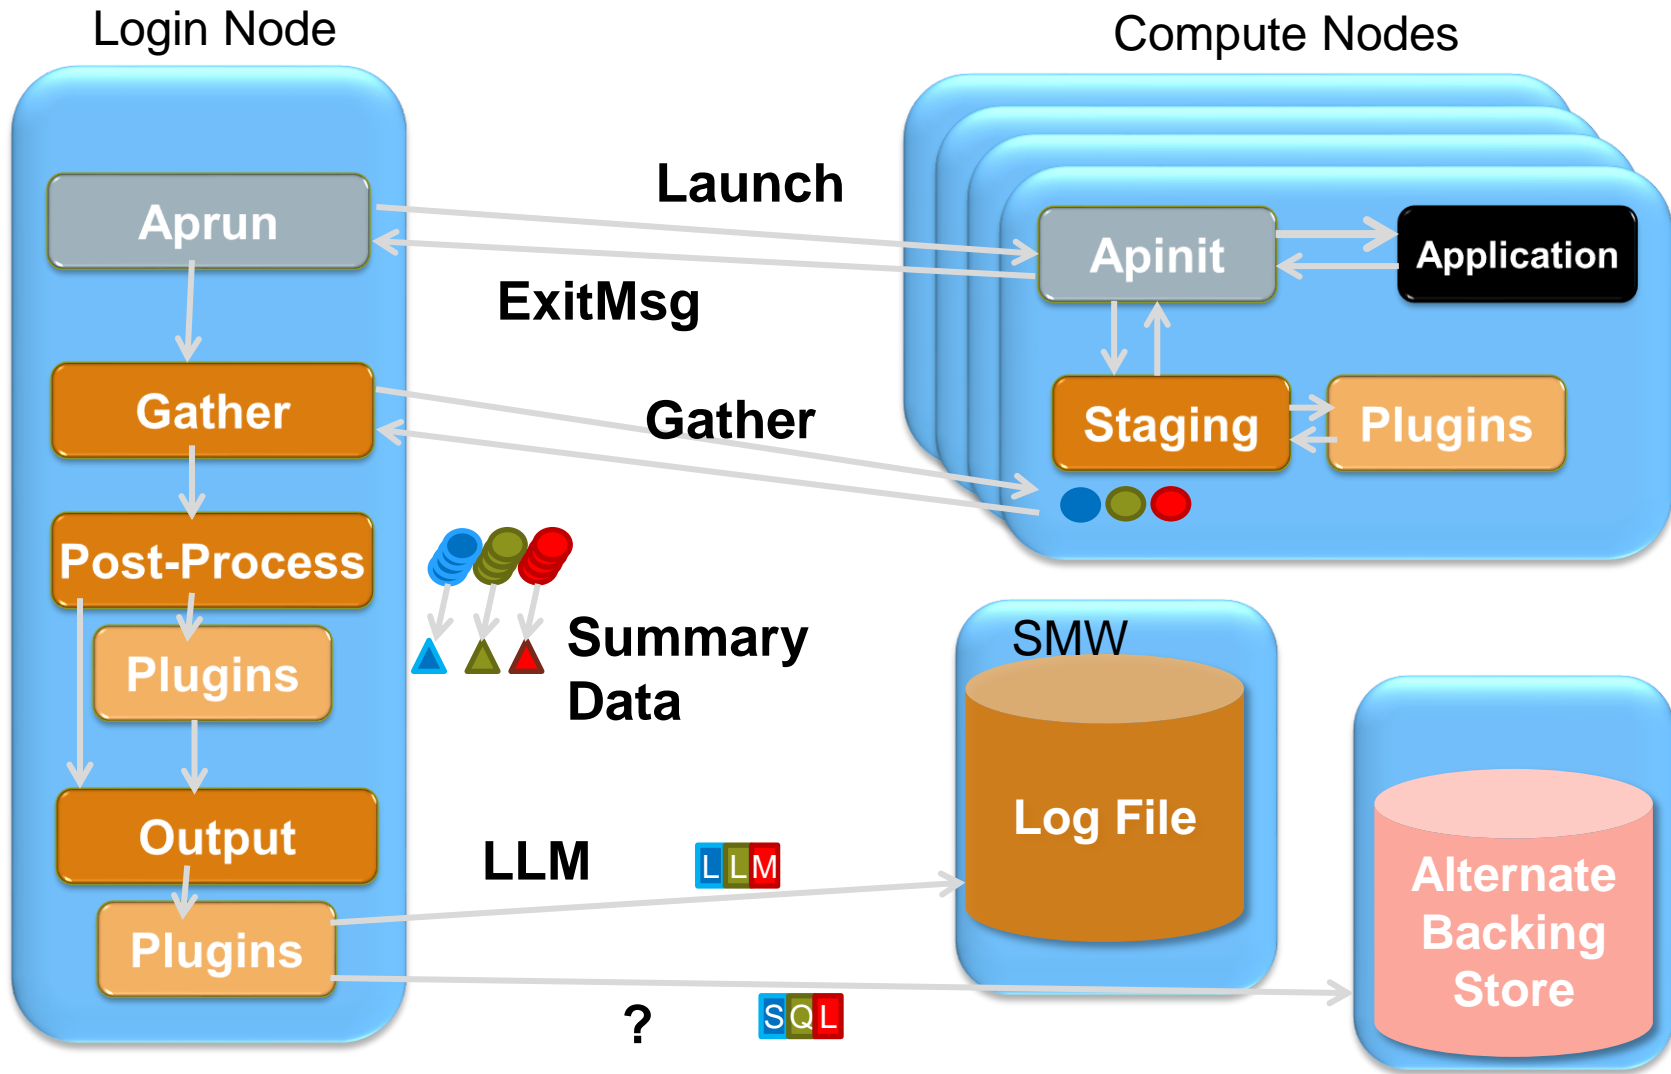 Login Node
Compute Nodes
Aprun
Launch
Apinit
Application
ExitMsg
Gather
Gather
Staging
Plugins
Post-Process
Summary
Data
Plugins
SMW
Log File
Output
LLM
LLM
Alternate
Backing
Store
Plugins
?
SQL